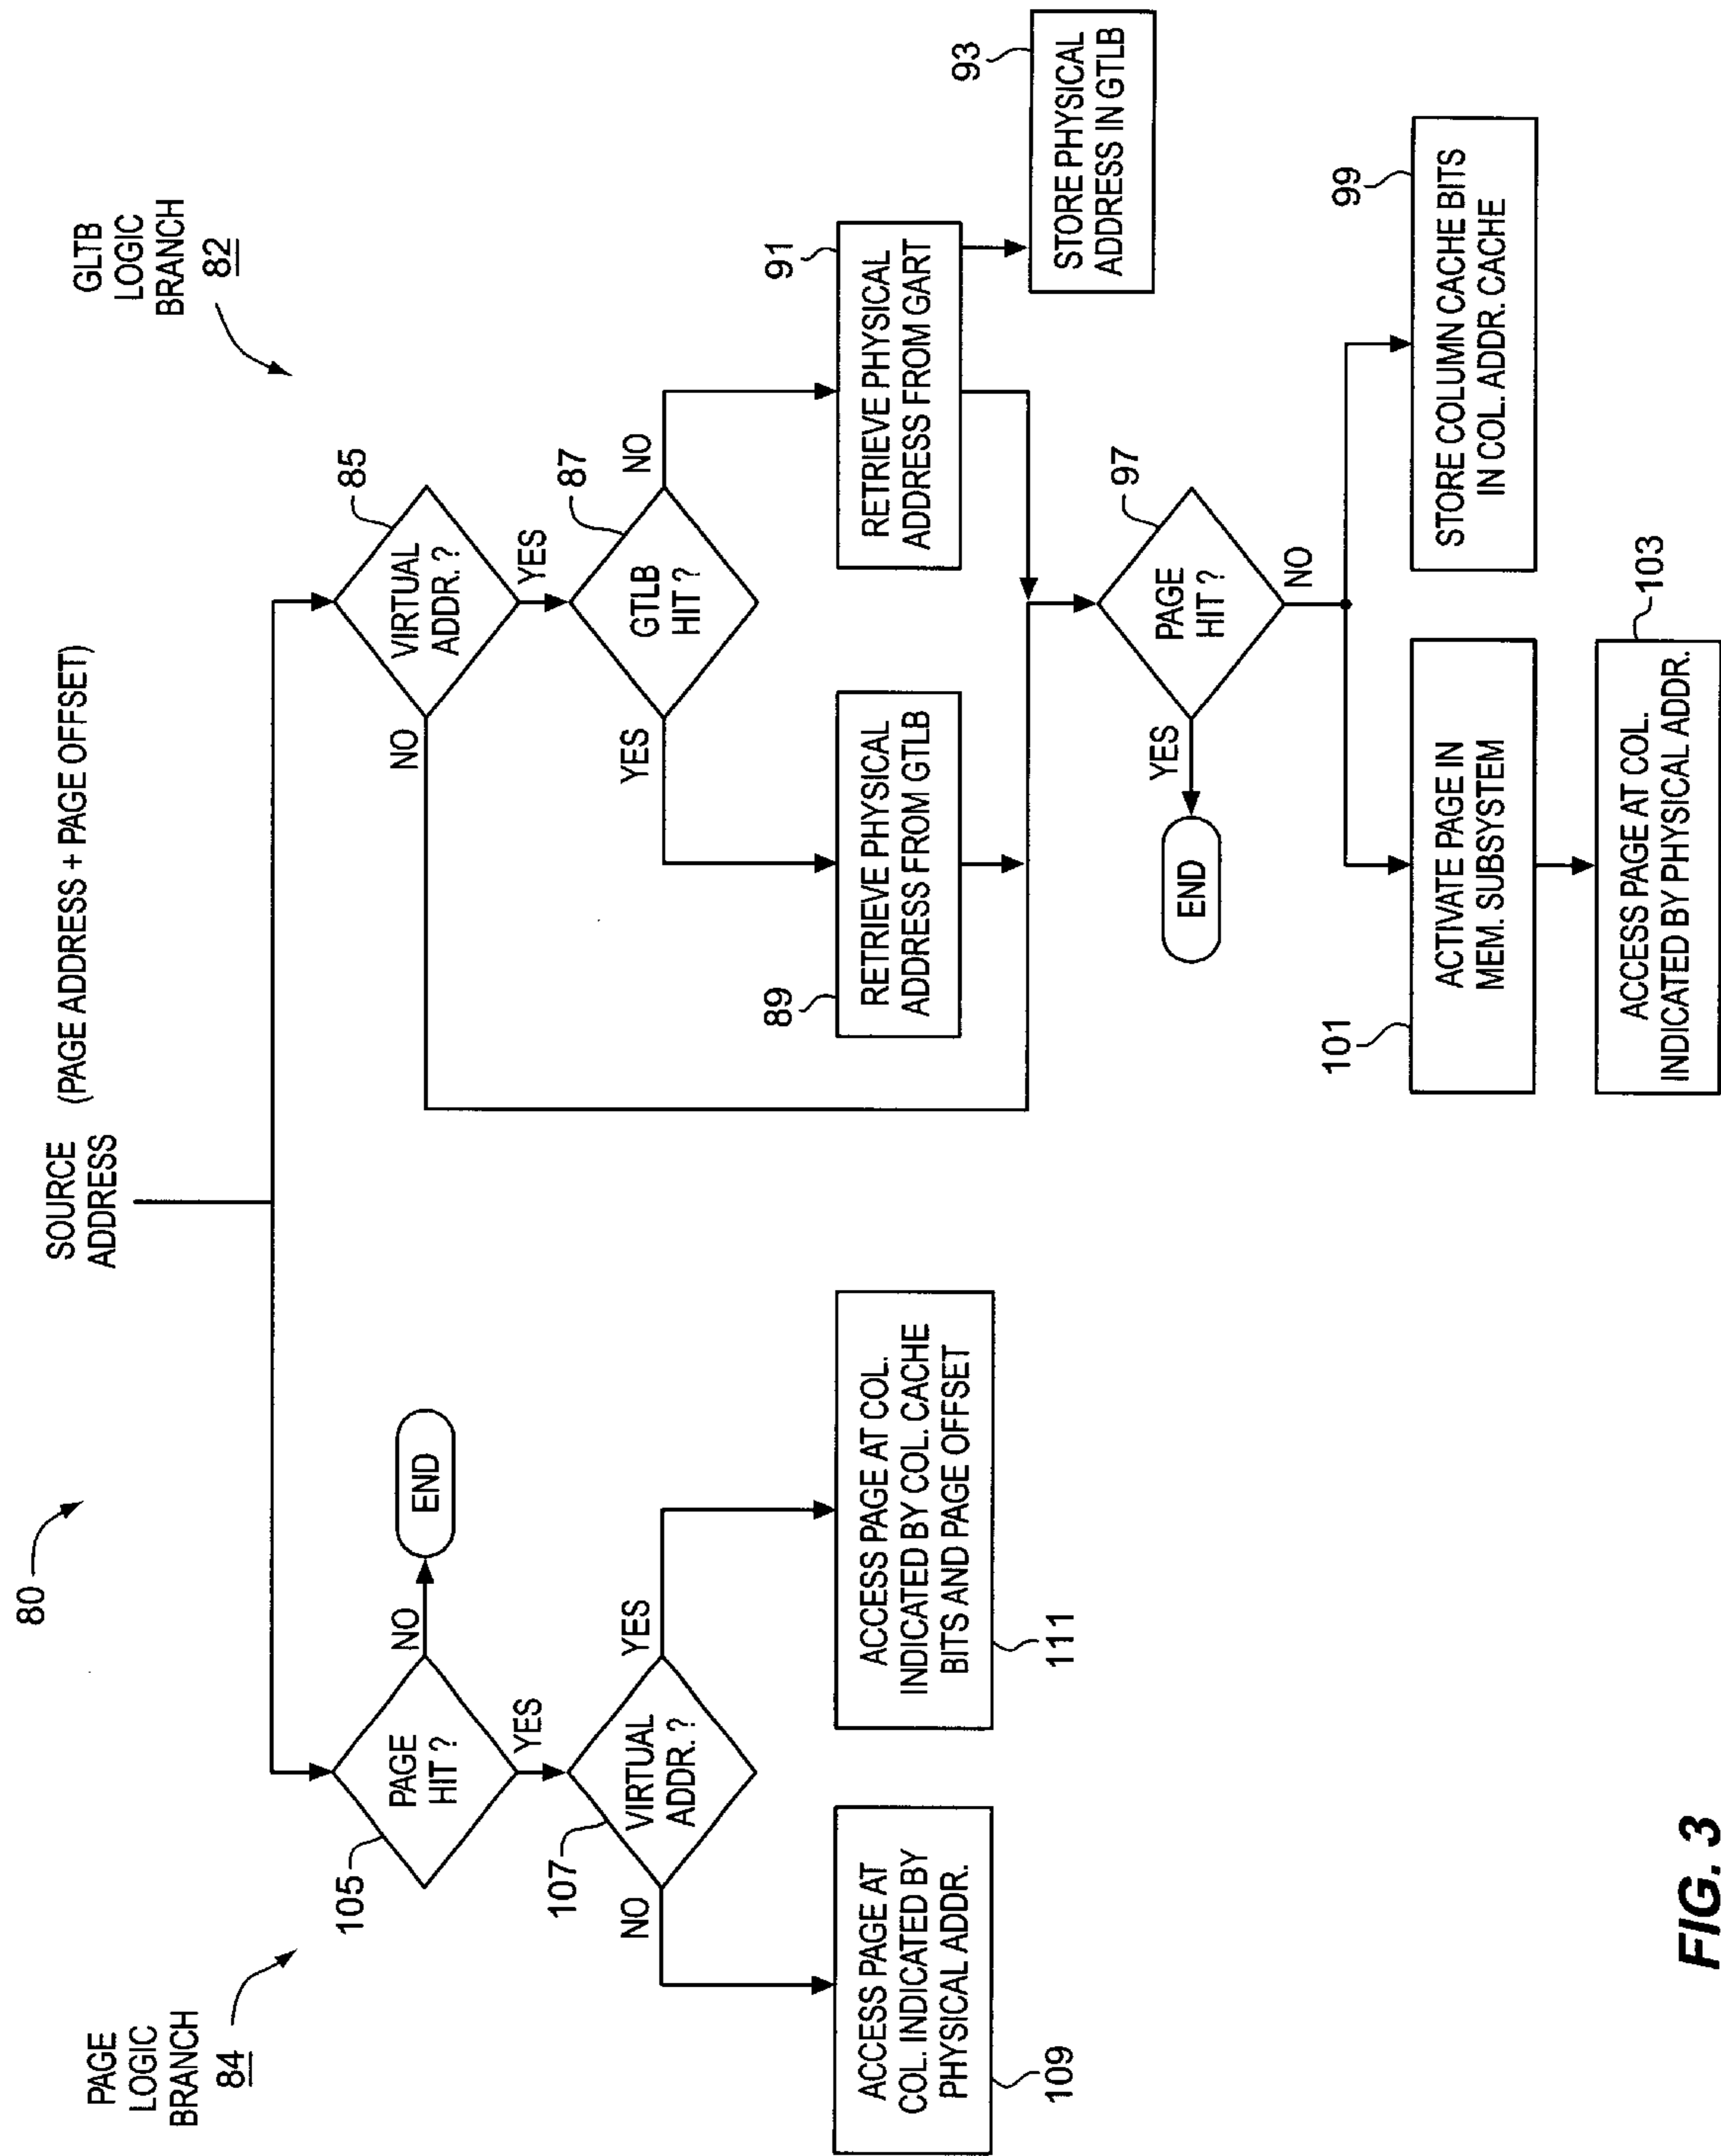 80
SOURCE
ADDRESS
(PAGE ADDRESS + PAGE OFFSET)
PAGE
LOGIC
BRANCH
84
GLTB
LOGIC
BRANCH
82
105
PAGE
HIT ?
NO
END
YES
107
VIRTUAL
ADDR. ?
NO
YES
ACCESS PAGE AT
COL. INDICATED BY
PHYSICAL ADDR.
109
ACCESS PAGE AT COL.
INDICATED BY COL. CACHE
BITS AND PAGE OFFSET
111
85
VIRTUAL
ADDR. ?
NO
YES
87
GTLB
HIT ?
YES
NO
89
RETRIEVE PHYSICAL
ADDRESS FROM GTLB
91
RETRIEVE PHYSICAL
ADDRESS FROM GART
93
STORE PHYSICAL
ADDRESS IN GTLB
97
PAGE
HIT ?
YES
END
NO
101
ACTIVATE PAGE IN
MEM. SUBSYSTEM
99
STORE COLUMN CACHE BITS
IN COL. ADDR. CACHE
103
ACCESS PAGE AT COL.
INDICATED BY PHYSICAL ADDR.
FIG. 3